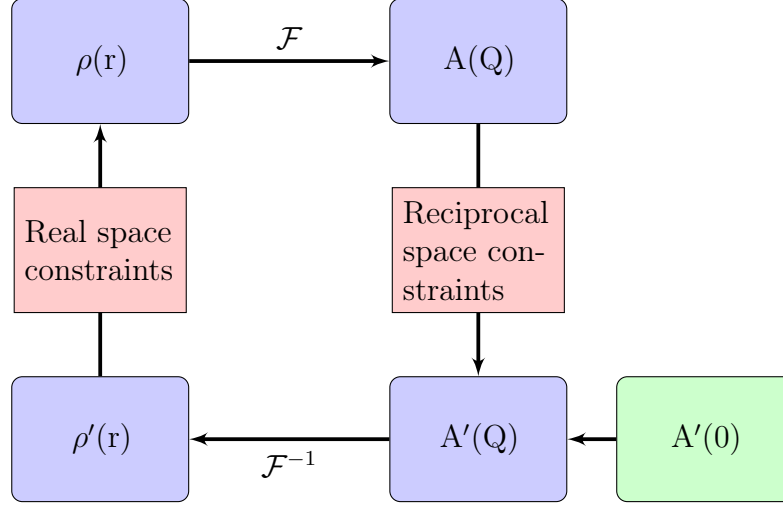 ρ(r)
ℱ
A(Q)
Real space
constraints
Reciprocal
space con-
straints
ρ′(r)
ℱ⁻¹
A′(Q)
A′(0)